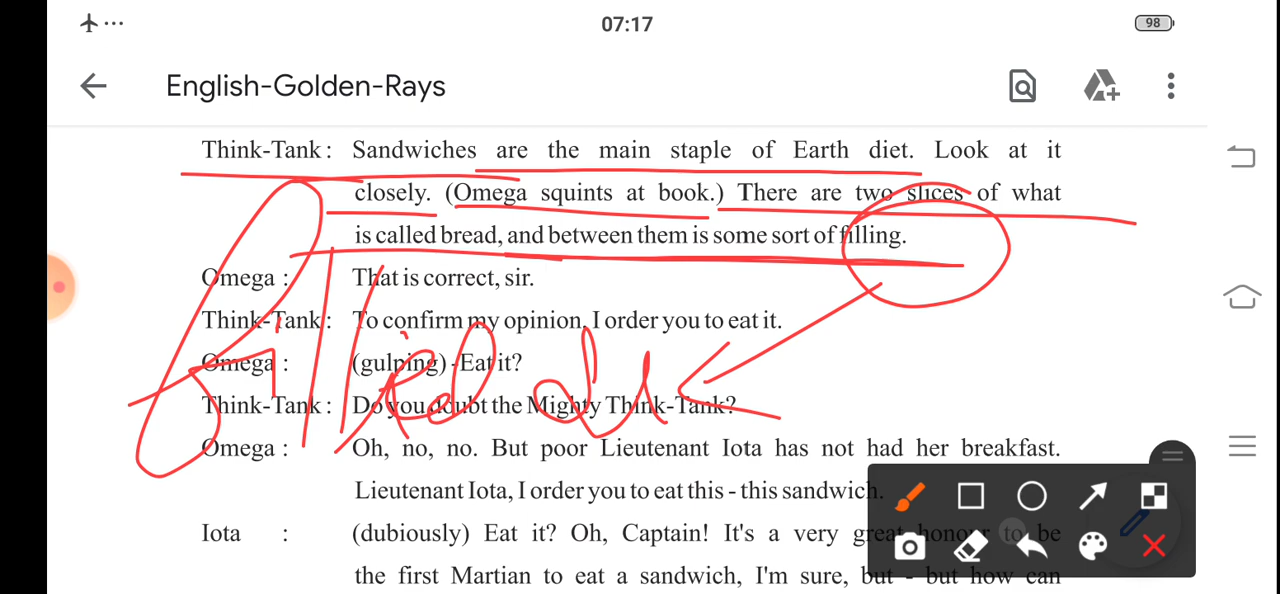 07:17
98
English-Golden-Rays
Think-Tank : Sandwiches are the main staple of Earth diet. Look at it
closely. (Omega squints at book.) There are two slices of what
is called bread, and between them is some sort of filling.
Omega : That is correct, sir.
Think-Tank : To confirm my opinion, I order you to eat it.
Omega : (gulping) - Eat it?
Think-Tank : Do you doubt the Mighty Think-Tank?
Omega : Oh, no, no. But poor Lieutenant Iota has not had her breakfast.
Lieutenant Iota, I order you to eat this - this sandwich.
Iota : (dubiously) Eat it? Oh, Captain! It's a very great honour to be
the first Martian to eat a sandwich, I'm sure, but - but how can